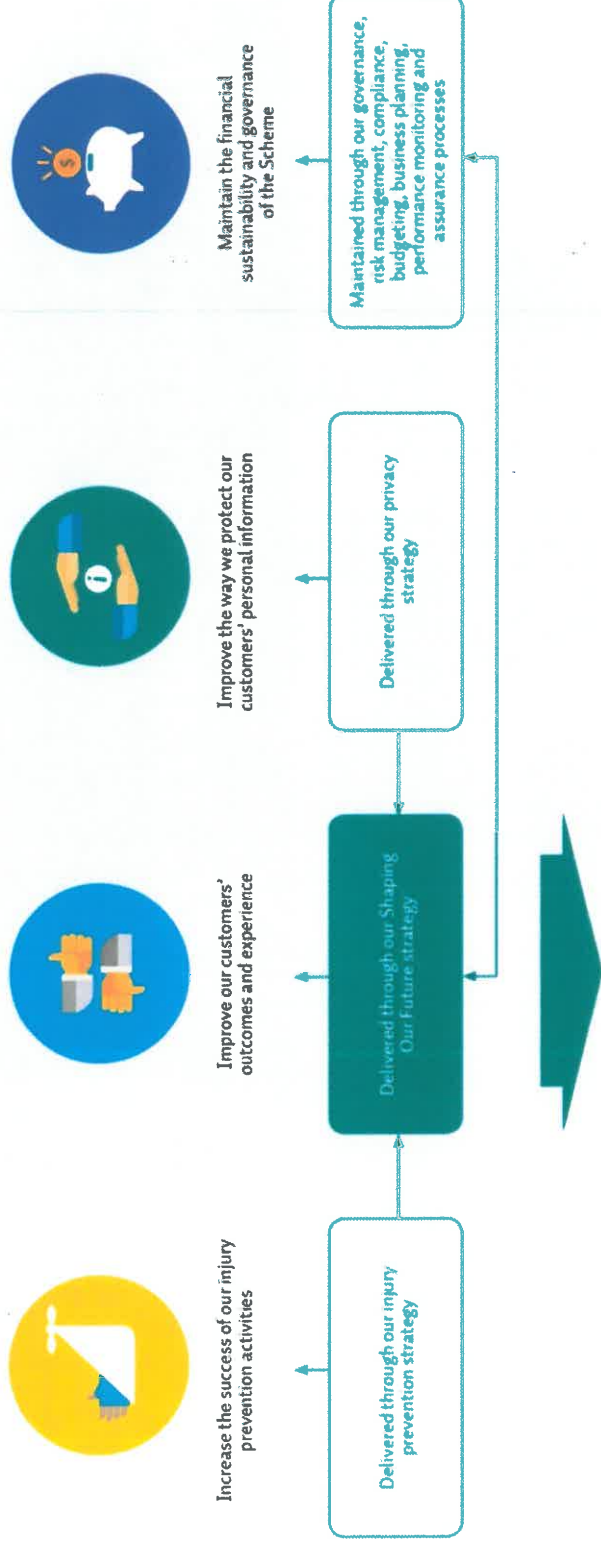 Increase the success of our injury
prevention activities
Improve our customers'
outcomes and experience
Improve the way we protect our
customers' personal information
Maintain the financial
sustainability and governance
of the Scheme
Delivered through our injury
prevention strategy
Delivered through our Shaping
Our Future strategy
Delivered through our privacy
strategy
Maintained through our governance,
risk management, compliance,
budgeting, business planning,
performance monitoring and
assurance processes
i
$